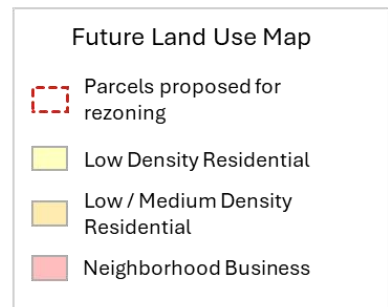 Future Land Use Map
Parcels proposed for
rezoning
Low Density Residential
Low / Medium Density
Residential
Neighborhood Business